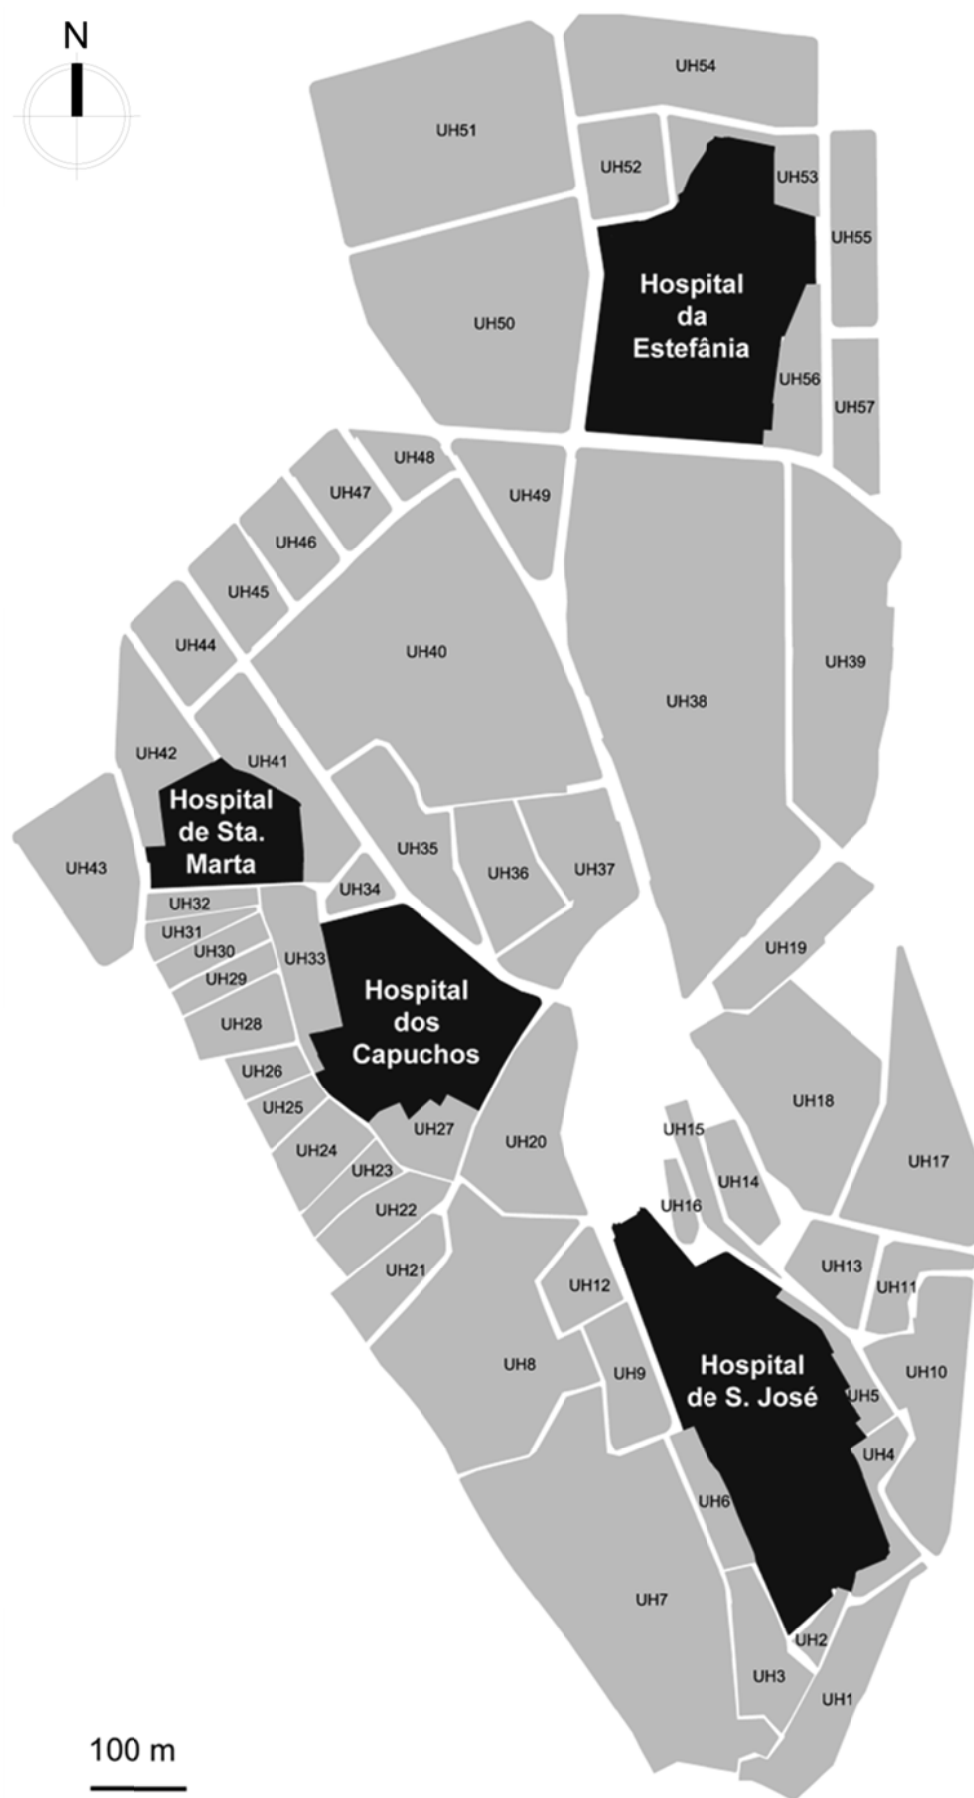 N
UH54
UH51
UH52
UH53
UH55
Hospital
da
Estefânia
UH50
UH56
UH57
UH48
UH47
UH49
UH46
UH45
UH44
UH40
UH39
UH38
UH42
UH41
Hospital
de Sta.
Marta
UH43
UH35
UH36
UH37
UH34
UH32
UH31
UH30
UH33
UH29
UH28
UH19
Hospital
dos
Capuchos
UH26
UH25
UH27
UH24
UH23
UH22
UH20
UH18
UH15
UH14
UH17
UH16
UH21
UH12
UH13
UH11
UH8
UH9
Hospital
de S. José
UH10
UH5
UH4
UH6
UH7
UH2
UH3
UH1
100 m